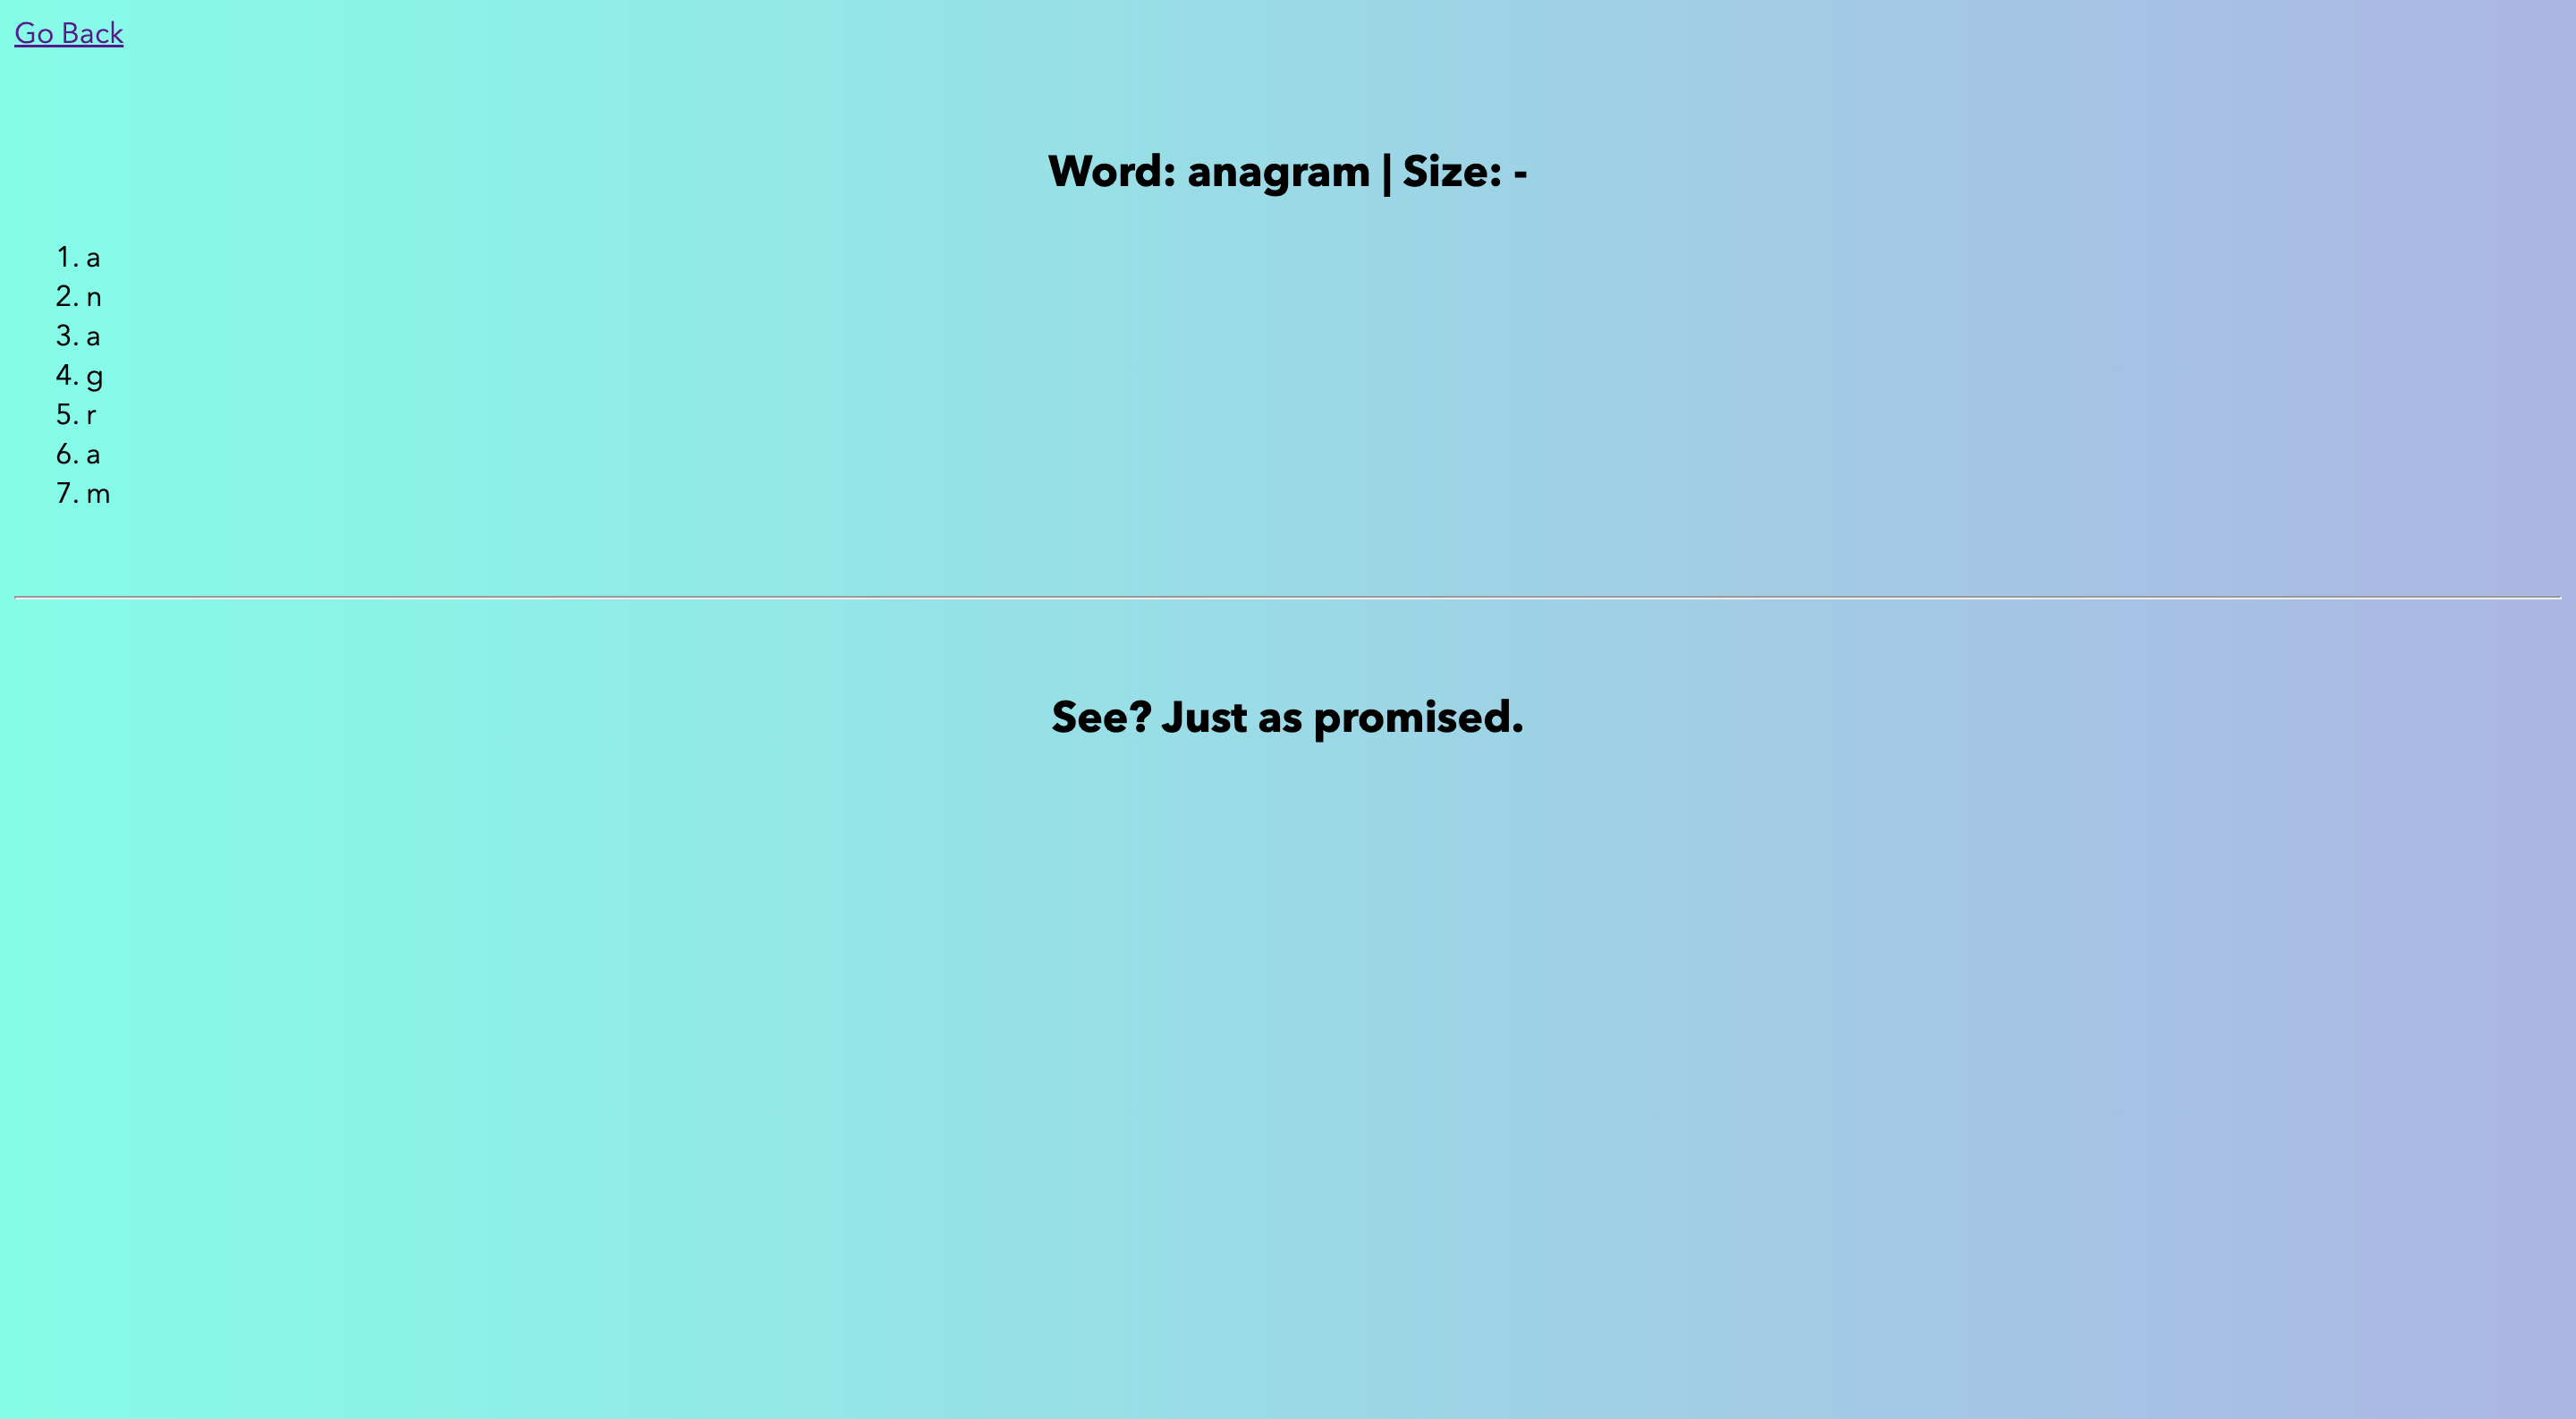 Go Back
Word: anagram | Size: -
1. a
2. n
3. a
4. g
5. r
6. a
7. m
See? Just as promised.